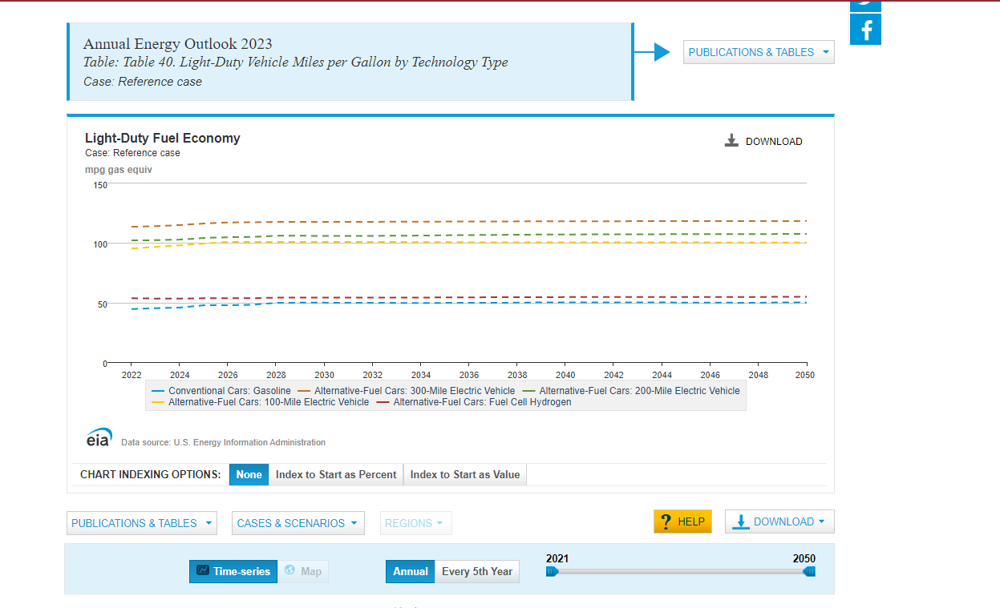 Annual Energy Outlook 2023
Table: Table 40. Light-Duty Vehicle Miles per Gallon by Technology Type
Case: Reference case
PUBLICATIONS & TABLES
Light-Duty Fuel Economy
Case: Reference case
DOWNLOAD
mpg gas equiv
150
100
50
0
2022 2024 2026 2028 2030 2032 2034 2036 2038 2040 2042 2044 2046 2048 2050
Conventional Cars: Gasoline Alternative-Fuel Cars: 300-Mile Electric Vehicle Alternative-Fuel Cars: 200-Mile Electric Vehicle
Alternative-Fuel Cars: 100-Mile Electric Vehicle Alternative-Fuel Cars: Fuel Cell Hydrogen
eia Data source: U.S. Energy Information Administration
CHART INDEXING OPTIONS: None Index to Start as Percent Index to Start as Value
PUBLICATIONS & TABLES CASES & SCENARIOS REGIONS ? HELP DOWNLOAD
2021 2050
Time-series Map Annual Every 5th Year